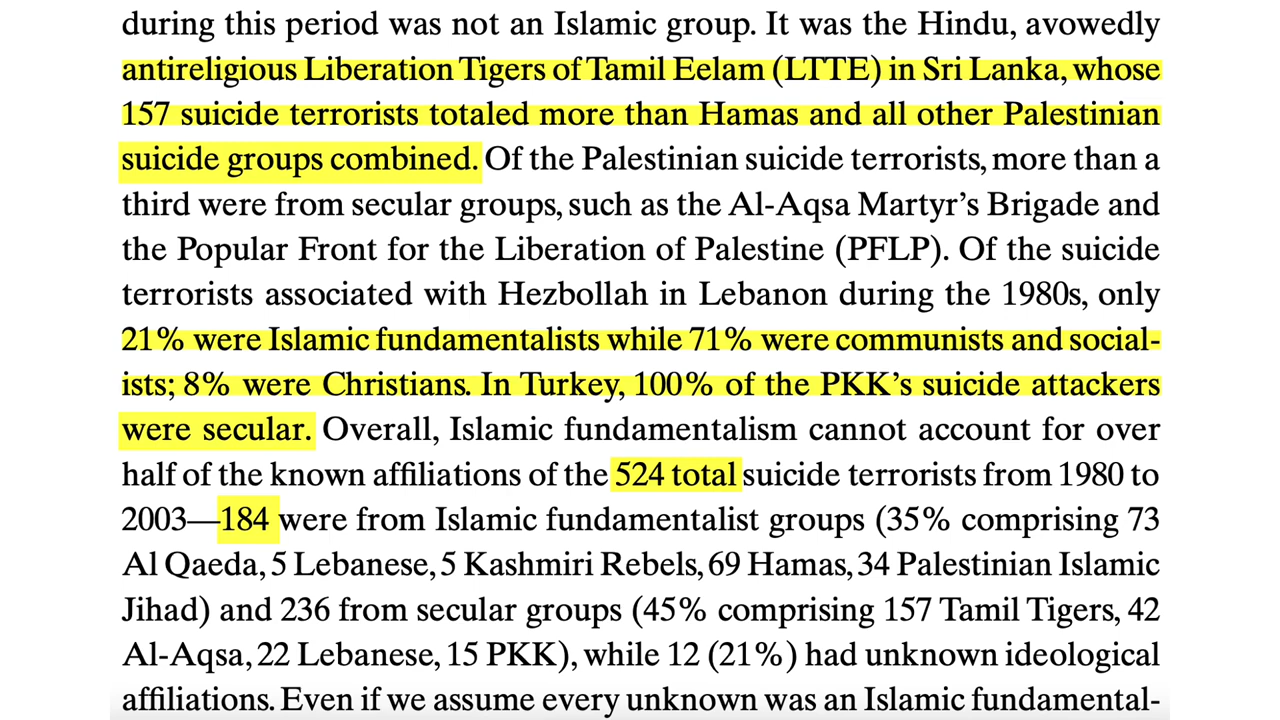 during this period was not an Islamic group. It was the Hindu, avowedly
antireligious Liberation Tigers of Tamil Eelam (LTTE) in Sri Lanka, whose
157 suicide terrorists totaled more than Hamas and all other Palestinian
suicide groups combined. Of the Palestinian suicide terrorists, more than a
third were from secular groups, such as the Al-Aqsa Martyr’s Brigade and
the Popular Front for the Liberation of Palestine (PFLP). Of the suicide
terrorists associated with Hezbollah in Lebanon during the 1980s, only
21% were Islamic fundamentalists while 71% were communists and social-
ists; 8% were Christians. In Turkey, 100% of the PKK’s suicide attackers
were secular. Overall, Islamic fundamentalism cannot account for over
half of the known affiliations of the 524 total suicide terrorists from 1980 to
2003—184 were from Islamic fundamentalist groups (35% comprising 73
Al Qaeda, 5 Lebanese, 5 Kashmiri Rebels, 69 Hamas, 34 Palestinian Islamic
Jihad) and 236 from secular groups (45% comprising 157 Tamil Tigers, 42
Al-Aqsa, 22 Lebanese, 15 PKK), while 12 (21%) had unknown ideological
affiliations. Even if we assume every unknown was an Islamic fundamental-